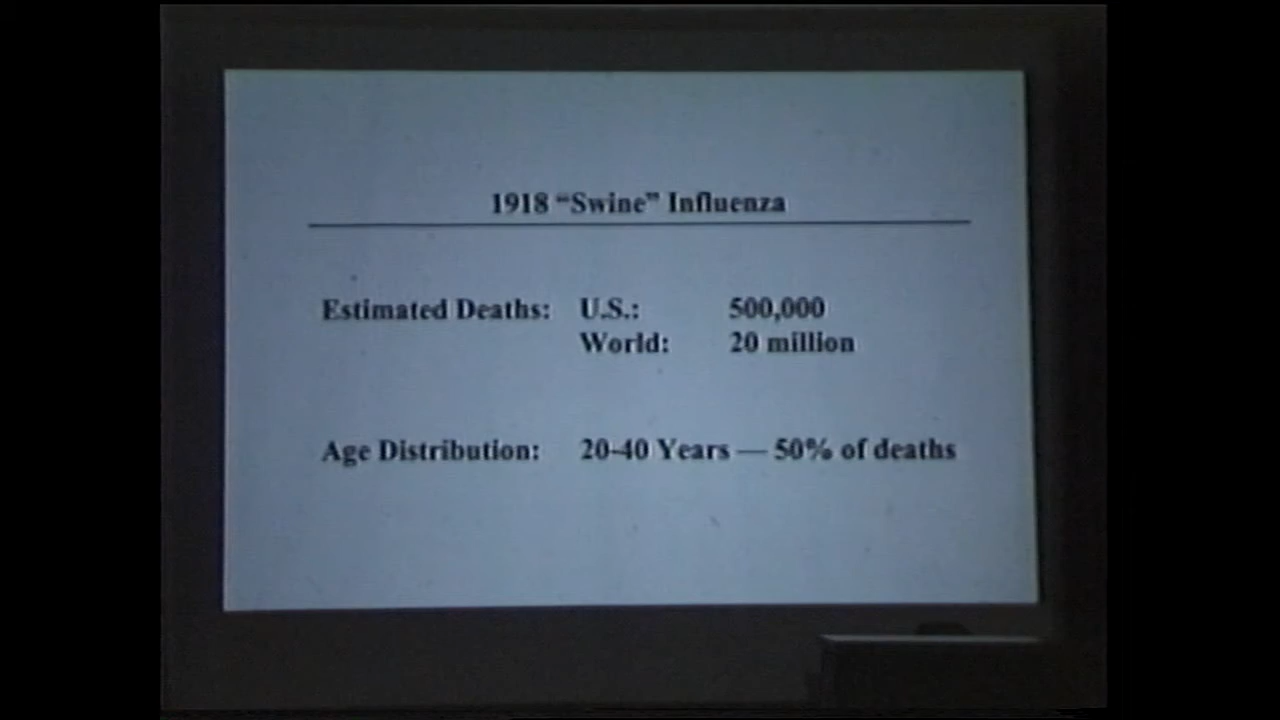 1918 “Swine” Influenza
Estimated Deaths: U.S.: 500,000
World: 20 million
Age Distribution: 20-40 Years — 50% of deaths